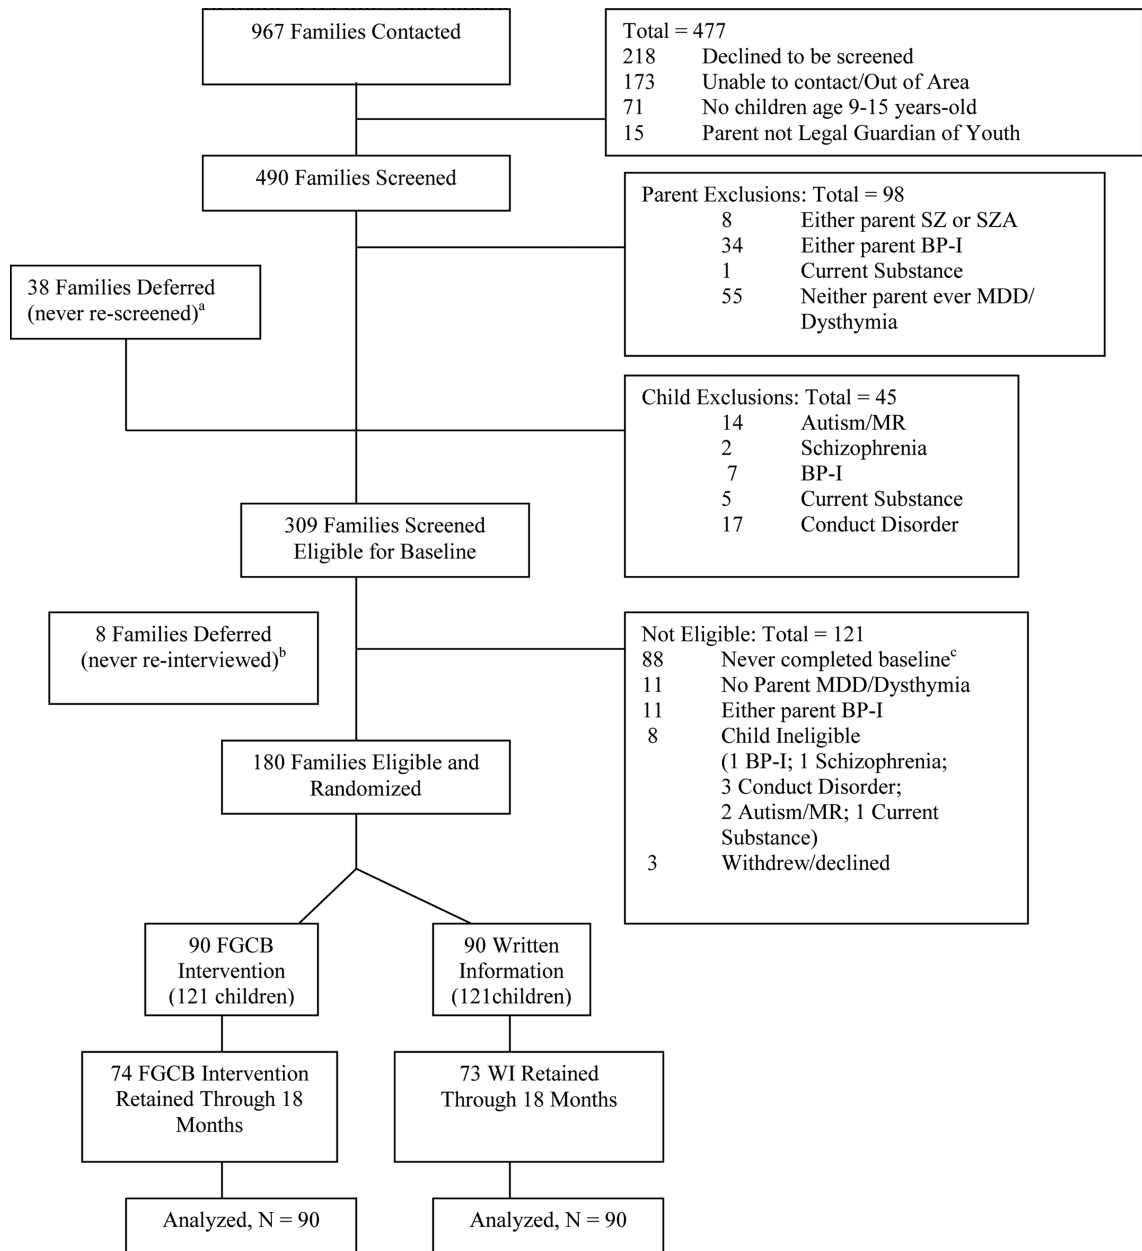 967 Families Contacted
Total = 477
218 Declined to be screened
173 Unable to contact/Out of Area
71 No children age 9-15 years-old
15 Parent not Legal Guardian of Youth
490 Families Screened
Parent Exclusions: Total = 98
8 Either parent SZ or SZA
34 Either parent BP-I
1 Current Substance
55 Neither parent ever MDD/
Dysthymia
38 Families Deferred
(never re-screened)a
Child Exclusions: Total = 45
14 Autism/MR
2 Schizophrenia
7 BP-I
5 Current Substance
17 Conduct Disorder
309 Families Screened
Eligible for Baseline
8 Families Deferred
(never re-interviewed)b
Not Eligible: Total = 121
88 Never completed baselinec
11 No Parent MDD/Dysthymia
11 Either parent BP-I
8 Child Ineligible
(1 BP-I; 1 Schizophrenia;
3 Conduct Disorder;
2 Autism/MR; 1 Current
Substance)
3 Withdrew/declined
180 Families Eligible and
Randomized
90 FGCB
Intervention
(121 children)
90 Written
Information
(121children)
74 FGCB Intervention
Retained Through 18
Months
73 WI Retained
Through 18 Months
Analyzed, N = 90
Analyzed, N = 90